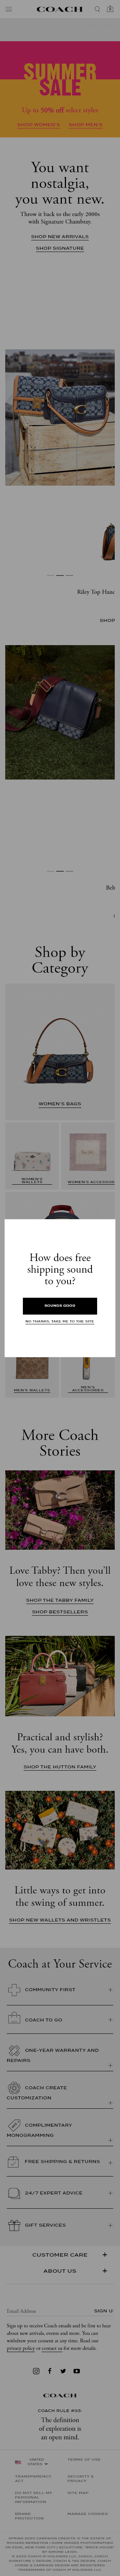 COACH
SUMMER
SALE
Up to 50% off select styles
SHOP WOMEN'S
SHOP MEN'S
You want
nostalgia,
you want new.
Throw it back to the early 2000s
with Signature Chambray.
SHOP NEW ARRIVALS
SHOP SIGNATURE
Riley Top Hand
SHOP
Belt
Shop by
Category
WOMEN'S BAGS
WOMEN'S
WALLETS
WOMEN'S ACCESSOR
How does free
shipping sound
to you?
SOUNDS GOOD
NO THANKS, TAKE ME TO THE SITE
MEN'S WALLETS
MEN'S
ACCESSORIES
More Coach
Stories
Love Tabby? Then you'll
love these new styles.
SHOP THE TABBY FAMILY
SHOP BESTSELLERS
Practical and stylish?
Yes, you can have both.
SHOP THE HUTTON FAMILY
Little ways to get into
the swing of summer.
SHOP NEW WALLETS AND WRISTLETS
Coach at Your Service
COMMUNITY FIRST
COACH TO GO
ONE-YEAR WARRANTY AND
REPAIRS
COACH CREATE
CUSTOMIZATION
COMPLIMENTARY
MONOGRAMMING
FREE SHIPPING & RETURNS
24/7 EXPERT ADVICE
GIFT SERVICES
CUSTOMER CARE
ABOUT US
Email Address
SIGN U
Sign up to receive Coach emails and be first to hear
about new arrivals, events and more. You can
withdraw your consent at any time. Read our
privacy policy or contact us for more details
COACH
COACH RULE #63:
The definition
of exploration is
an open mind.
UNITED
STATES
TERMS OF USE
TRANSPARENCY
ACT
SECURITY &
PRIVACY
DO NOT SELL MY
PERSONAL
INFORMATION
SITE MAP
BRAND
PROTECTION
MANAGE COOKIES